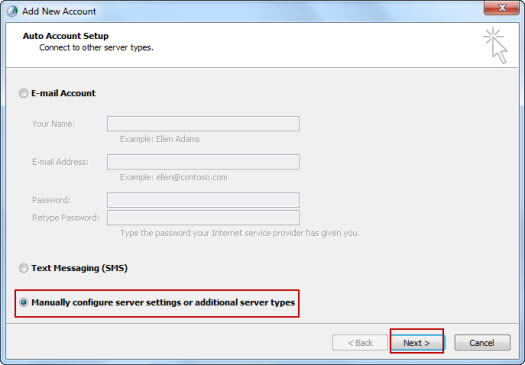 Add New Account
Auto Account Setup
Connect to other server types.
E-mail Account
Your Name:
Example: Ellen Adams
E-mail Address:
Example: ellen@contoso.com
Password:
Retype Password:
Type the password your Internet service provider has given you.
Text Messaging (SMS)
Manually configure server settings or additional server types
< Back Next > Cancel